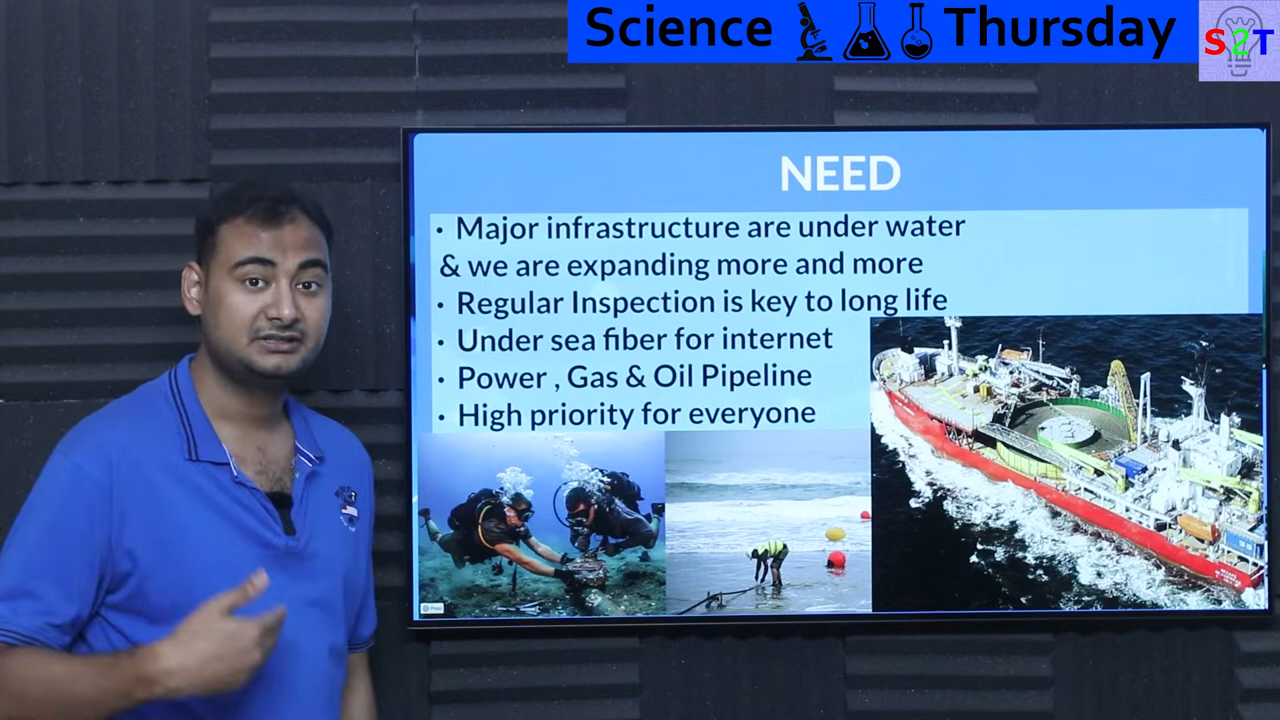 Science Thursday
S2T
NEED
• Major infrastructure are under water
& we are expanding more and more
• Regular Inspection is key to long life
• Under sea fiber for internet
• Power , Gas & Oil Pipeline
• High priority for everyone